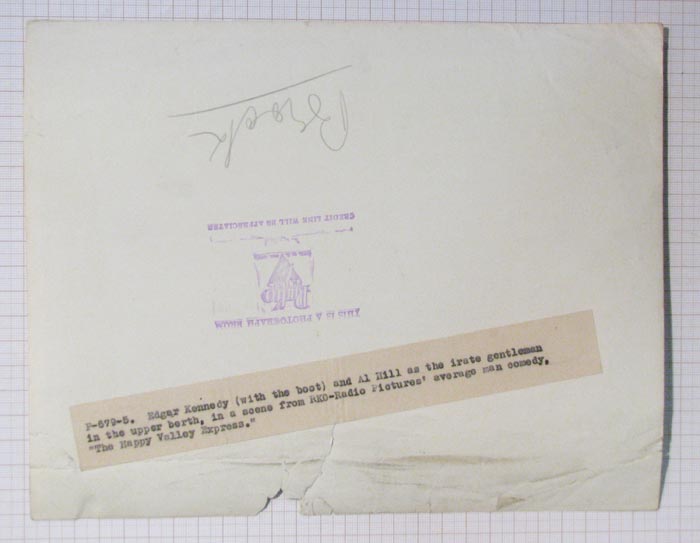 Brock
CREDIT LINE WILL BE APPRECIATED
Radio
THIS IS A PHOTOGRAPH FROM
P-679-5. Edgar Kennedy (with the boot) and Al Hill as the irate gentleman
in the upper berth, in a scene from RKO-Radio Pictures' average man comedy,
"The Happy Valley Express."